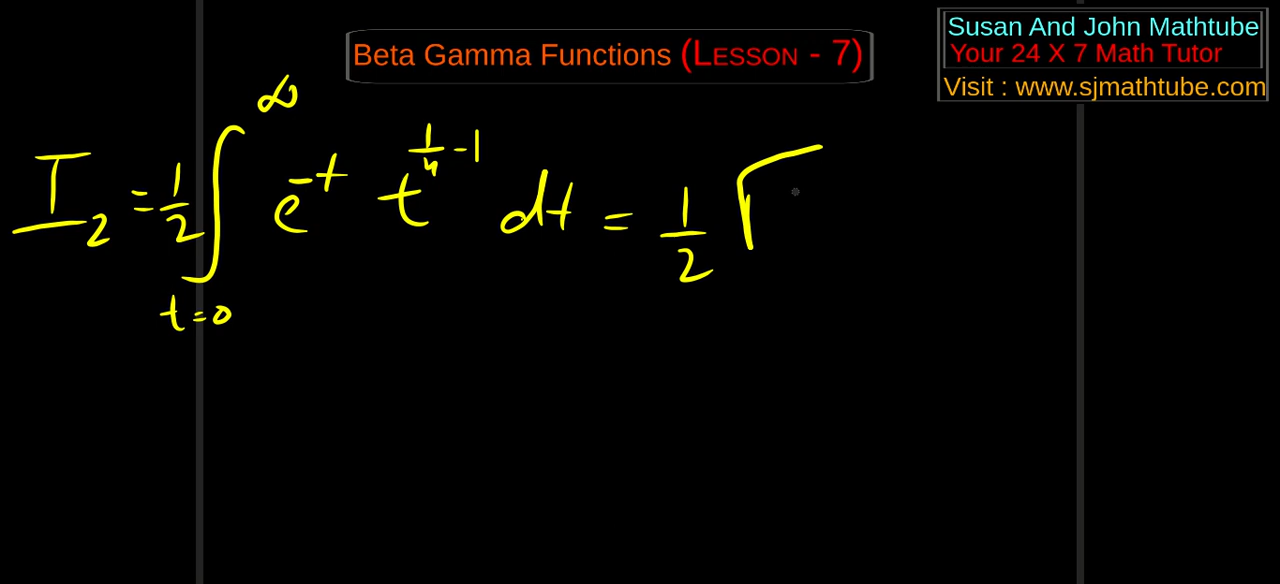 Beta Gamma Functions (LESSON - 7)
Susan And John Mathtube
Your 24 X 7 Math Tutor
Visit : www.sjmathtube.com
I₂ = 1/2 ∫_{t=0}^{∞} e^{-t} t^{1/4 - 1} dt = 1/2 Γ